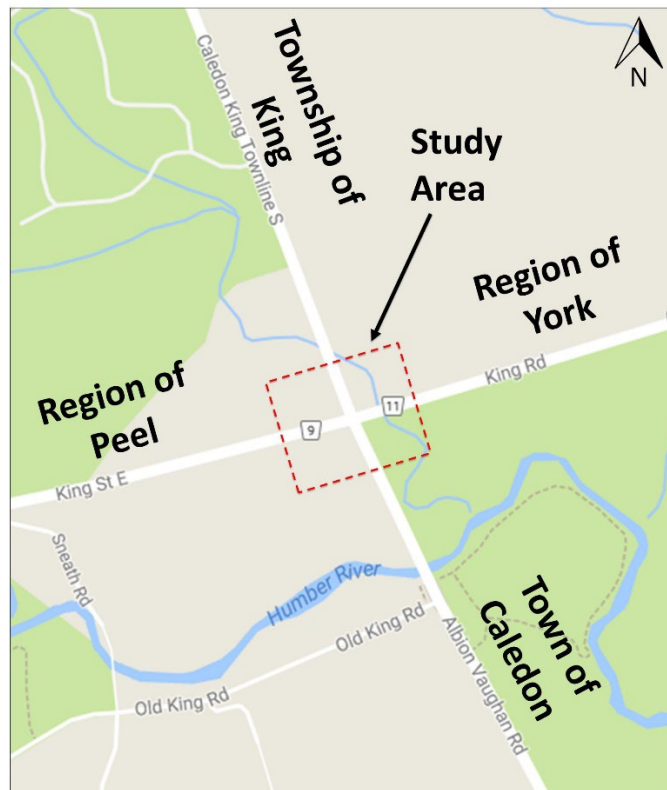 N
Caledon King Townline S
Township of
King
Study
Area
Region of
York
King Rd
11
9
Region of
Peel
King St E
Sneath Rd
Humber River
Old King Rd
Old King Rd
Albion Vaughan Rd
Town of
Caledon